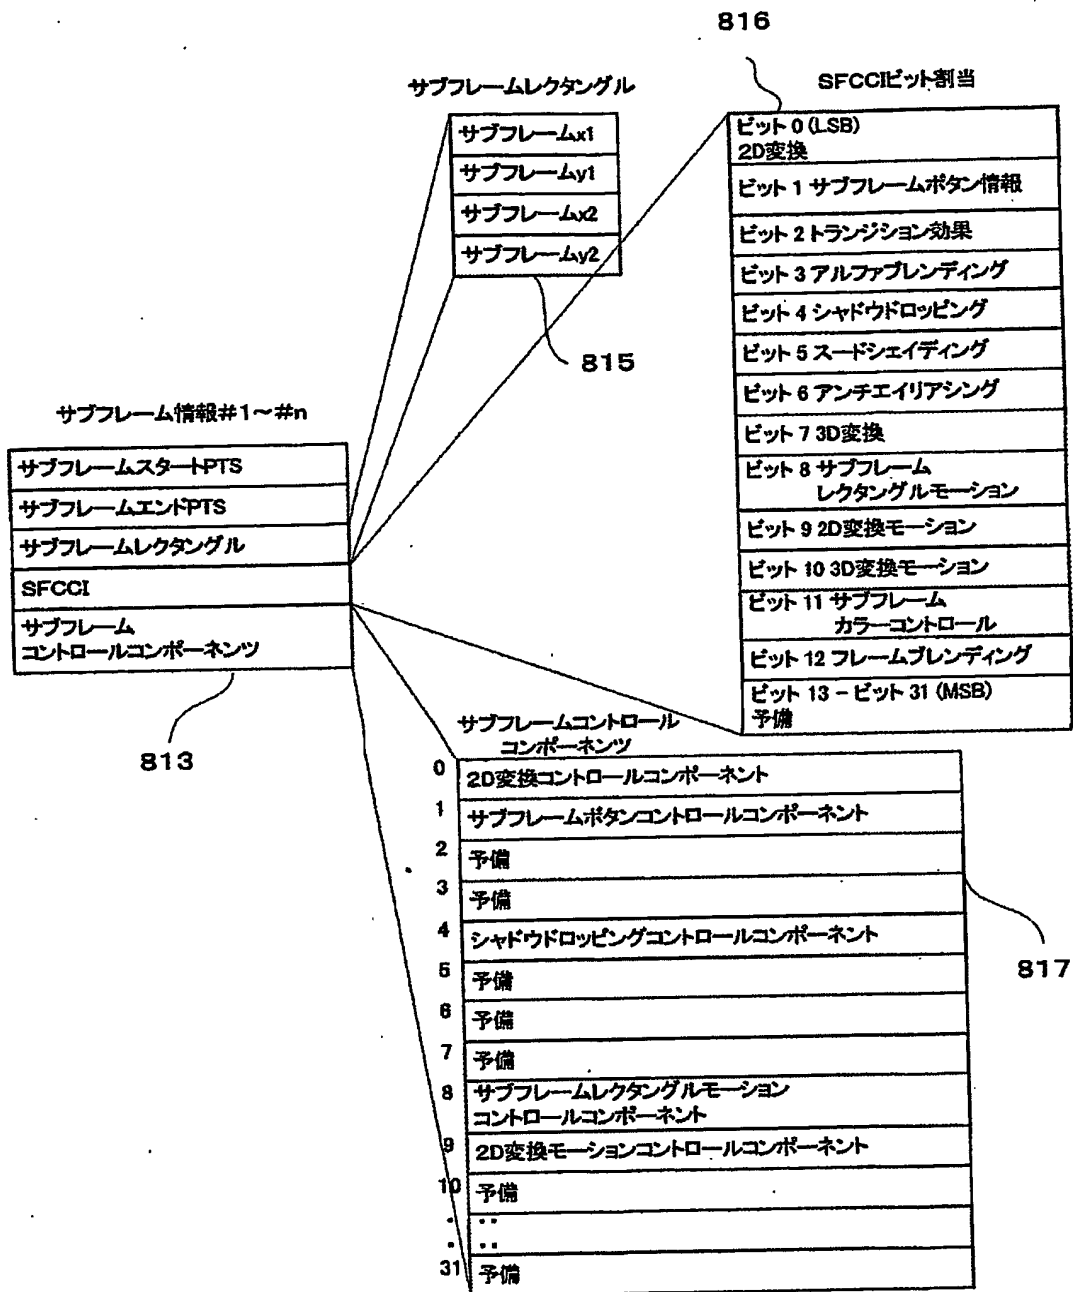 816
サブフレームレクタングル
サブフレームx1
サブフレームy1
サブフレームx2
サブフレームy2
815
SFCCIビット割当
ビット 0 (LSB)
2D変換
ビット 1 サブフレームボタン情報
ビット 2 トランジション効果
ビット 3 アルファブレンディング
ビット 4 シャドウドロッピング
ビット 5 スードシェイディング
ビット 6 アンチエイリアシング
ビット 7 3D変換
ビット 8 サブフレーム
レクタングルモーション
ビット 9 2D変換モーション
ビット 10 3D変換モーション
ビット 11 サブフレーム
カラーコントロール
ビット 12 フレームブレンディング
ビット 13 − ビット 31 (MSB)
予備
サブフレーム情報#1〜#n
サブフレームスタートPTS
サブフレームエンドPTS
サブフレームレクタングル
SFCCI
サブフレーム
コントロールコンポーネンツ
813
サブフレームコントロール
コンポーネンツ
0 2D変換コントロールコンポーネント
1 サブフレームボタンコントロールコンポーネント
2 予備
3 予備
4 シャドウドロッピングコントロールコンポーネント
5 予備
6 予備
7 予備
8 サブフレームレクタングルモーション
コントロールコンポーネント
9 2D変換モーションコントロールコンポーネント
10 予備
31 予備
817